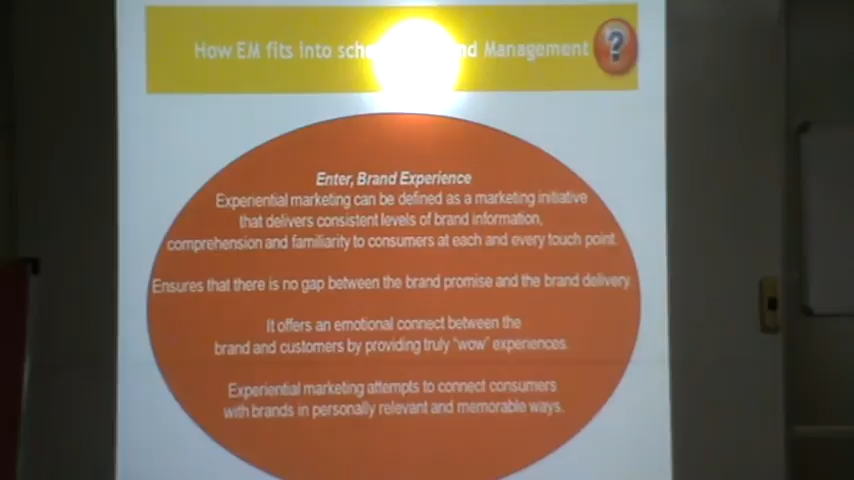 How EM fits into nd Management ?
Enter, Brand Experience
Experiential marketing can be defined as a marketing initiative
that delivers consistent levels of brand information,
comprehension and familiarity to consumers at each and every touch point.
Ensures that there is no gap between the brand promise and the brand delivery.
It offers an emotional connect between the
brand and customers by providing truly "wow" experiences.
Experiential marketing attempts to connect consumers
with brands in personally relevant and memorable ways.